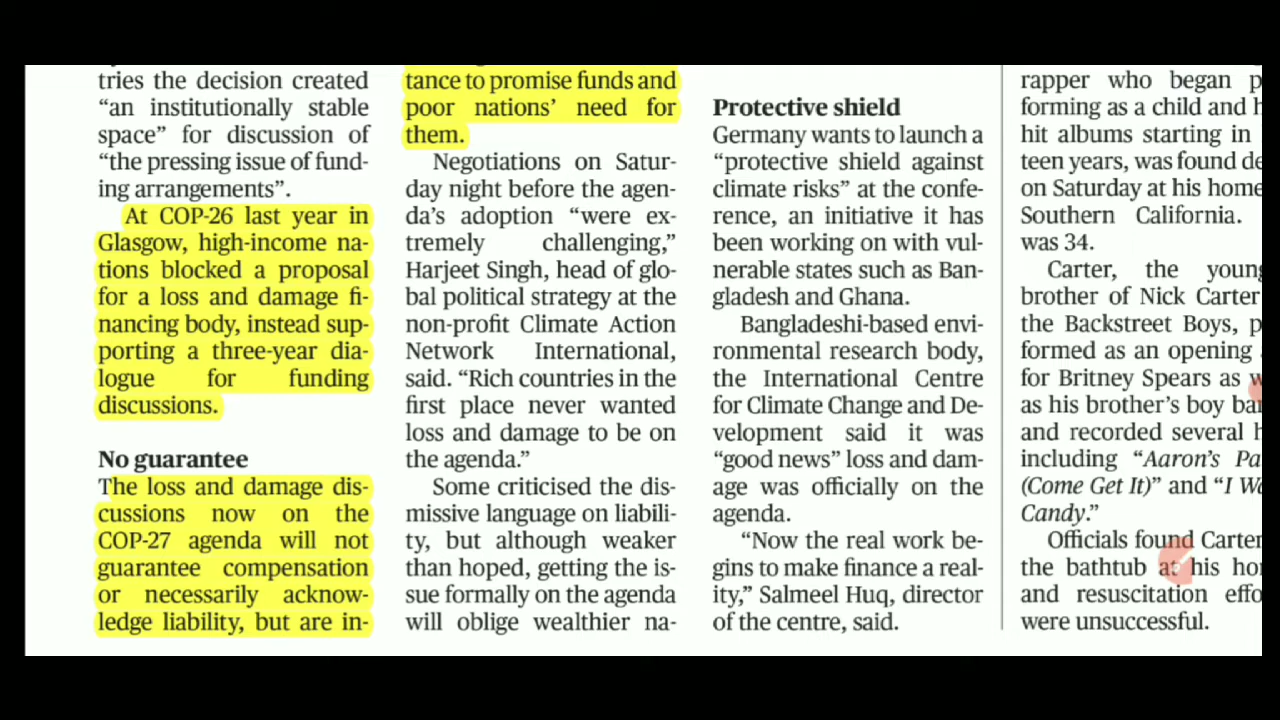 tries the decision created
“an institutionally stable
space” for discussion of
“the pressing issue of fund-
ing arrangements”.
At COP-26 last year in
Glasgow, high-income na-
tions blocked a proposal
for a loss and damage fi-
nancing body, instead sup-
porting a three-year dia-
logue for funding
discussions.
No guarantee
The loss and damage dis-
cussions now on the
COP-27 agenda will not
guarantee compensation
or necessarily acknow-
ledge liability, but are in-
tance to promise funds and
poor nations’ need for
them.
Negotiations on Satur-
day night before the agen-
da’s adoption “were ex-
tremely challenging,”
Harjeet Singh, head of glo-
bal political strategy at the
non-profit Climate Action
Network International,
said. “Rich countries in the
first place never wanted
loss and damage to be on
the agenda.”
Some criticised the dis-
missive language on liabili-
ty, but although weaker
than hoped, getting the is-
sue formally on the agenda
will oblige wealthier na-
Protective shield
Germany wants to launch a
“protective shield against
climate risks” at the confe-
rence, an initiative it has
been working on with vul-
nerable states such as Ban-
gladesh and Ghana.
Bangladeshi-based envi-
ronmental research body,
the International Centre
for Climate Change and De-
velopment said it was
“good news” loss and dam-
age was officially on the
agenda.
“Now the real work be-
gins to make finance a real-
ity,” Salmeel Huq, director
of the centre, said.
rapper who began
forming as a child and
hit albums starting in
teen years, was found
on Saturday at his home
Southern California.
was 34.
Carter, the
brother of Nick Carter
the Backstreet Boys,
formed as an opening
for Britney Spears as
as his brother’s boy
and recorded several
including “Aaron’s
(Come Get It)” and “I
Candy.”
Officials found Carter
the bathtub at his
and resuscitation
were unsuccessful.